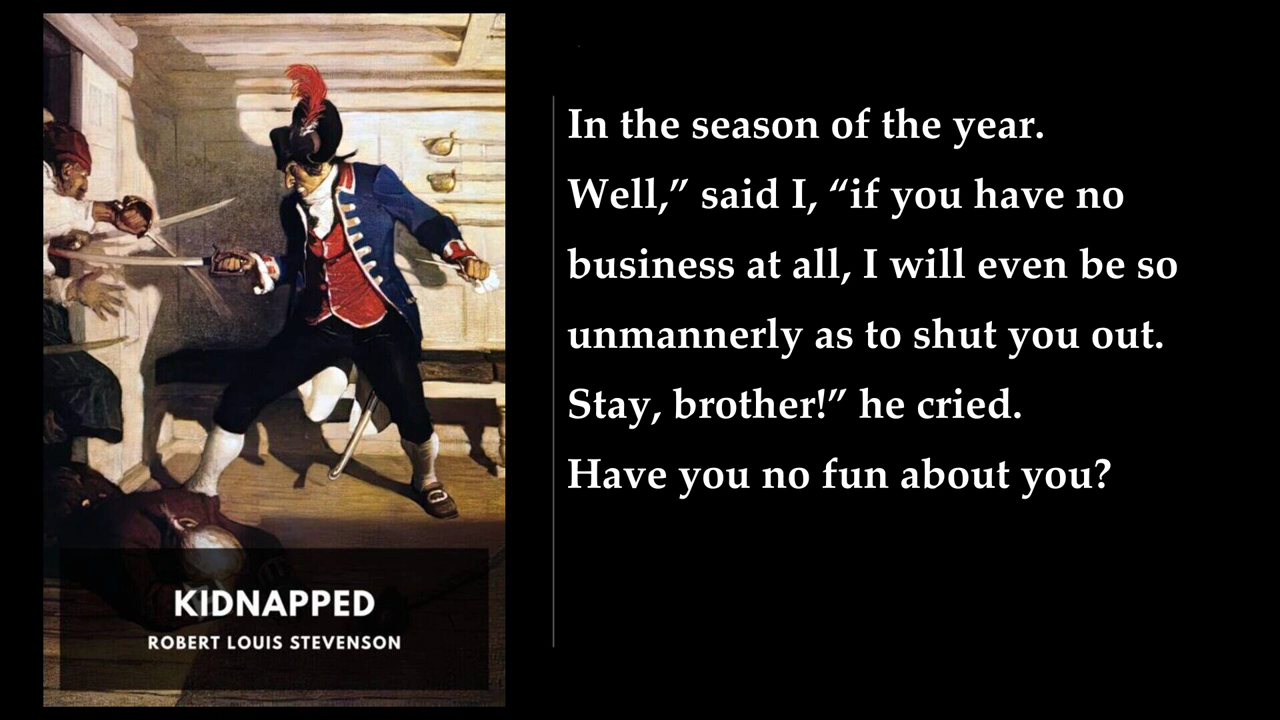 KIDNAPPED
ROBERT LOUIS STEVENSON
In the season of the year.
Well,” said I, “if you have no
business at all, I will even be so
unmannerly as to shut you out.
Stay, brother!” he cried.
Have you no fun about you?